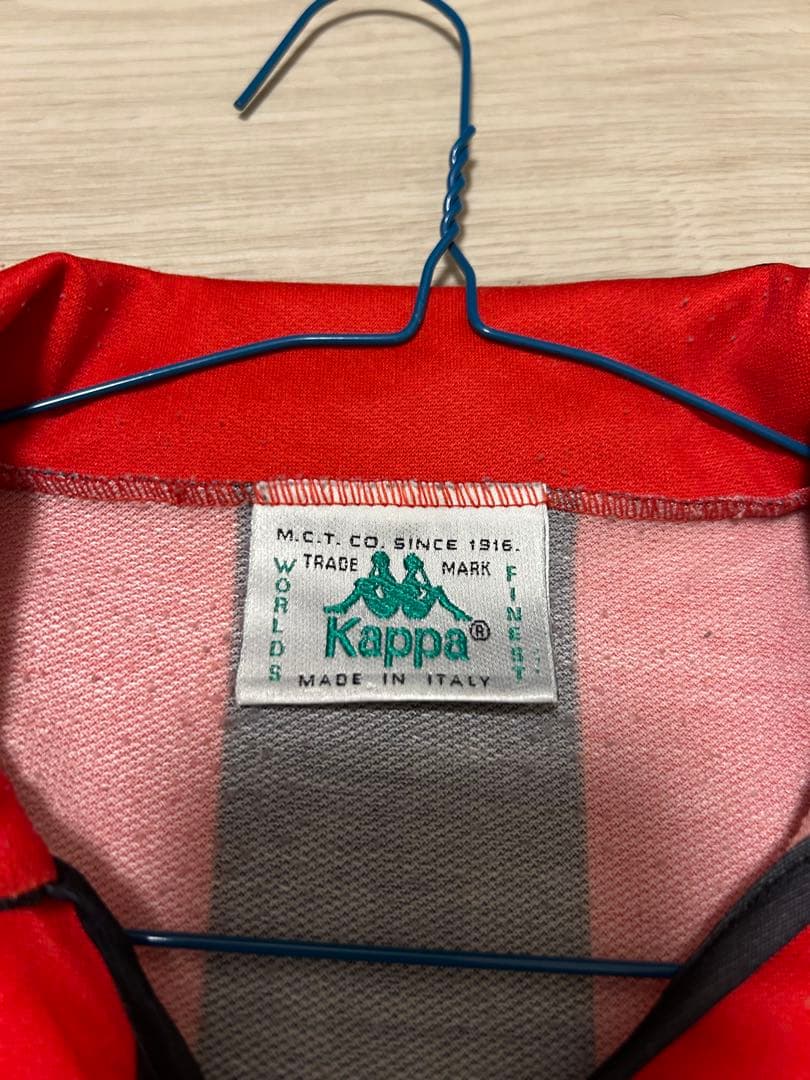 M.C.T. CO. SINCE 1916.
TRADE MARK
WORLDS
FINEST
Kappa®
MADE IN ITALY